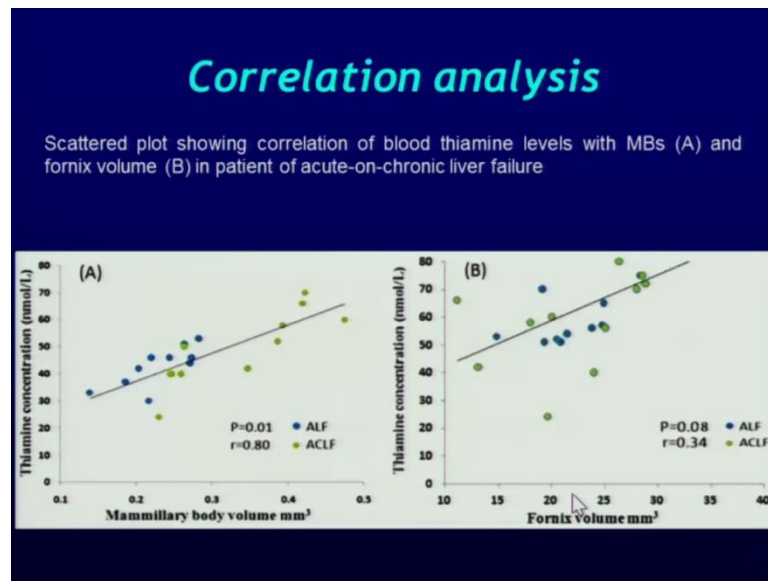 Correlation analysis
Scattered plot showing correlation of blood thiamine levels with MBs (A) and
fornix volume (B) in patient of acute-on-chronic liver failure
(A)
Thiamine concentration (nmol/L)
80
70
60
50
40
30
20
10
0
P=0.01
r=0.80
ALF
ACLF
0.1 0.2 0.3 0.4 0.5
Mammillary body volume mm³
(B)
Thiamine concentration (nmol/L)
80
70
60
50
40
30
20
10
0
P=0.08
r=0.34
ALF
ACLF
10 15 20 25 30 35 40
Fornix volume mm³